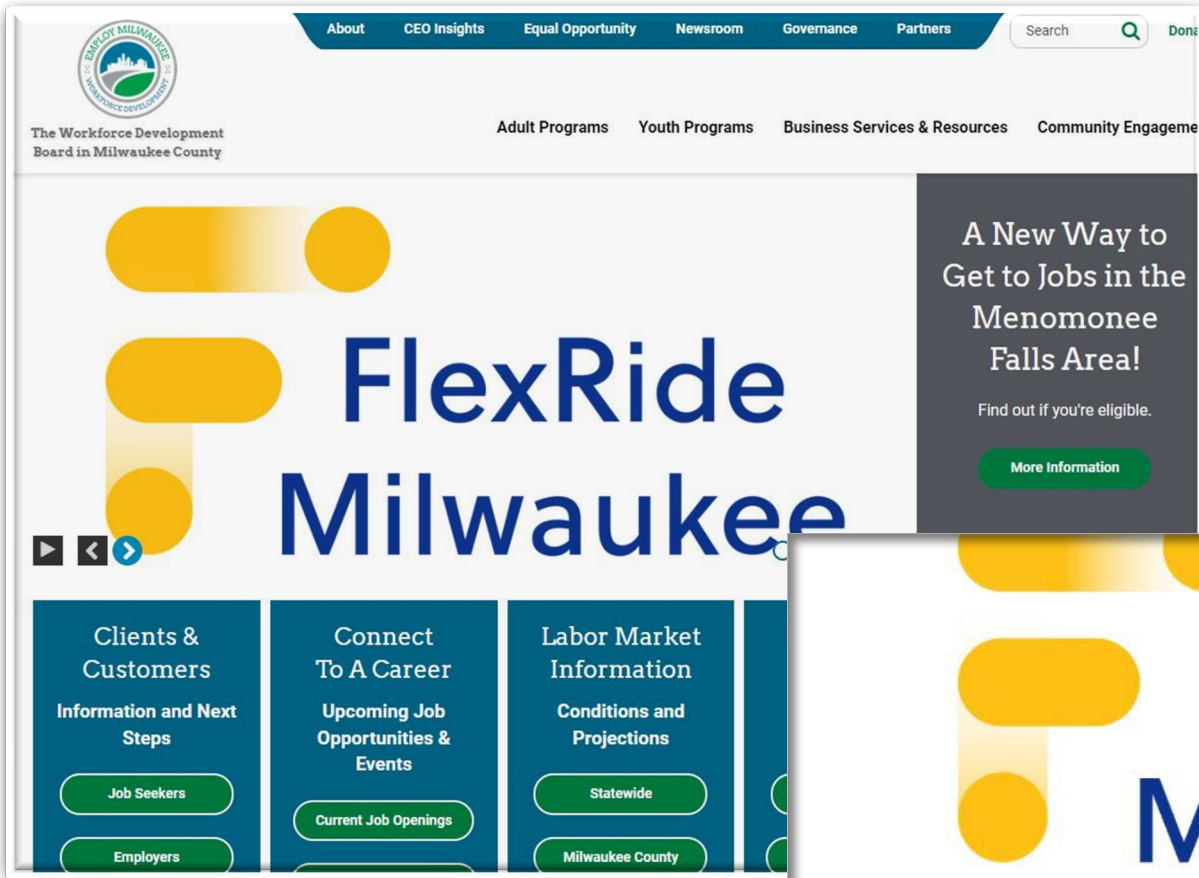 EMPLOY MILWAUKEE
WORKFORCE DEVELOPMENT
The Workforce Development
Board in Milwaukee County
About CEO Insights Equal Opportunity Newsroom Governance Partners
Search
Dona
Adult Programs Youth Programs Business Services & Resources Community Engageme
FlexRide
Milwaukee
A New Way to
Get to Jobs in the
Menomonee
Falls Area!
Find out if you're eligible.
More Information
Clients &
Customers
Information and Next
Steps
Job Seekers
Employers
Connect
To A Career
Upcoming Job
Opportunities &
Events
Current Job Openings
Labor Market
Information
Conditions and
Projections
Statewide
Milwaukee County
M